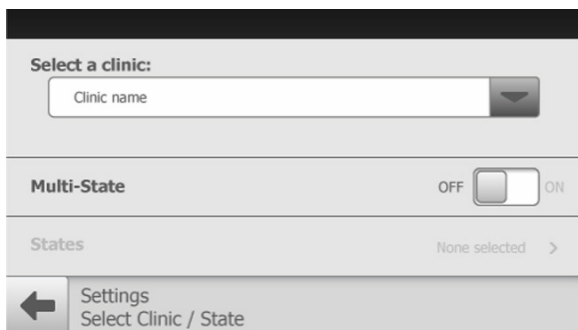 Select a clinic:
Clinic name
Multi-State OFF ON
States None selected
Settings
Select Clinic / State